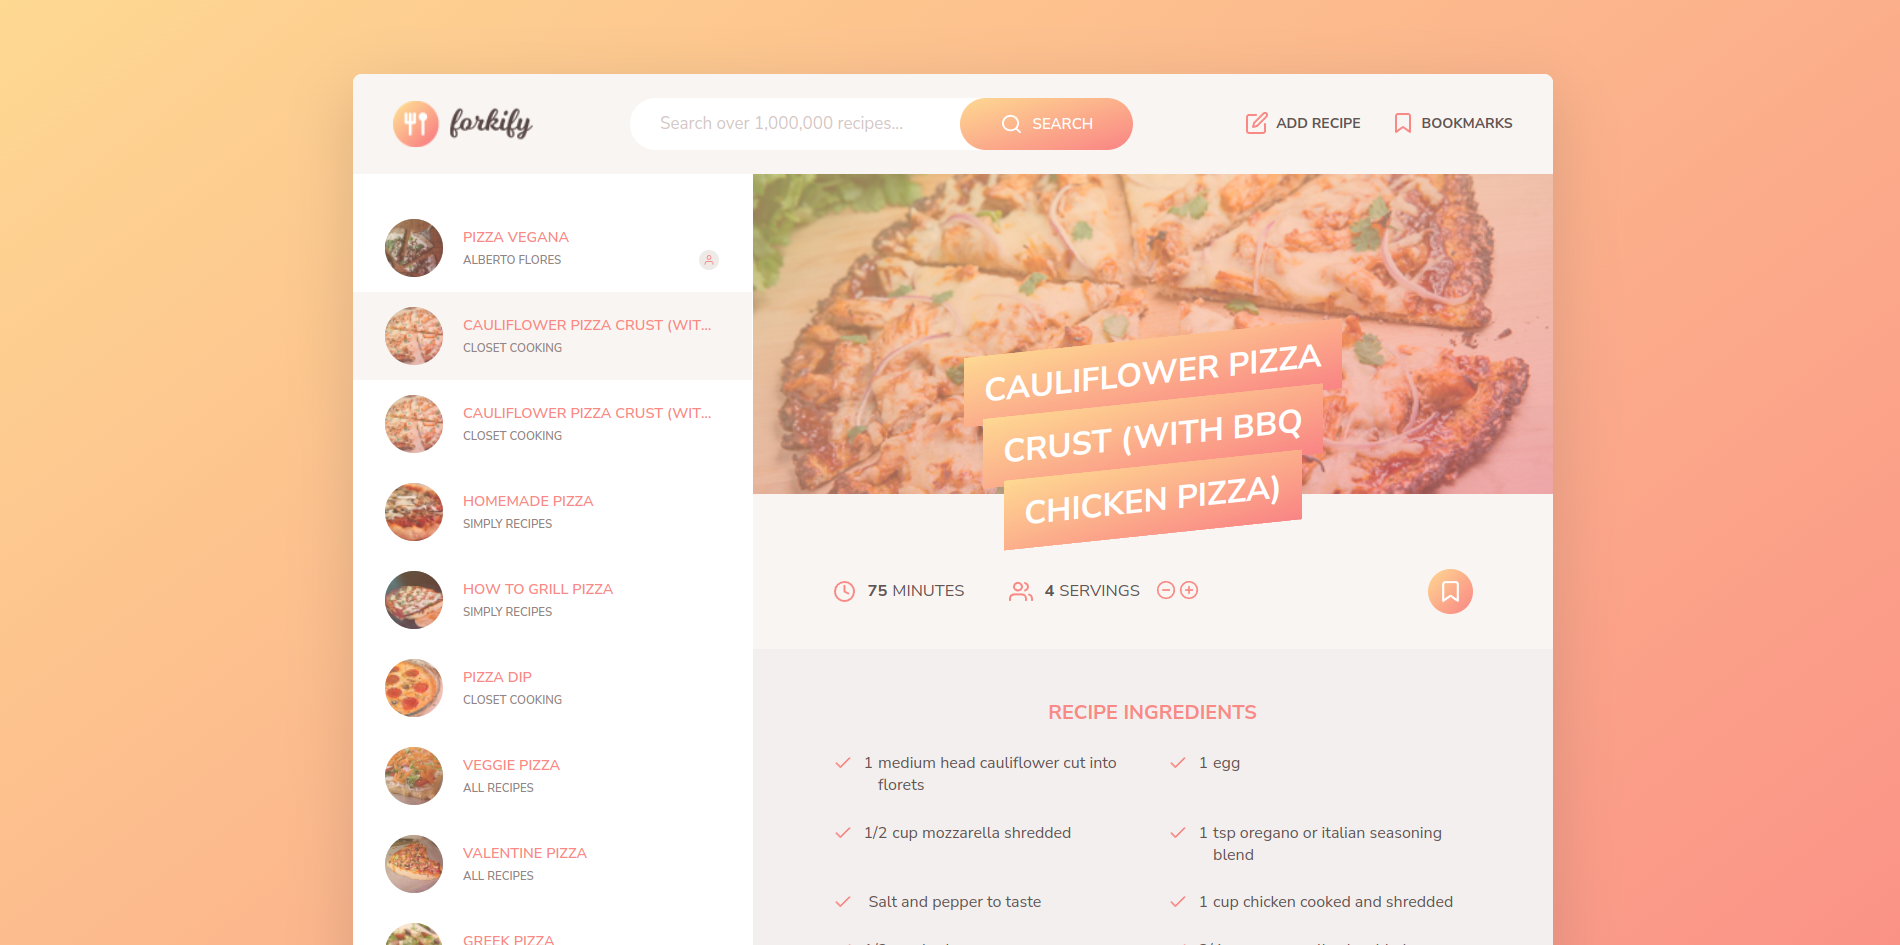 forkify
Search over 1,000,000 recipes...
SEARCH
ADD RECIPE
BOOKMARKS
PIZZA VEGANA
ALBERTO FLORES
CAULIFLOWER PIZZA CRUST (WIT...
CLOSET COOKING
CAULIFLOWER PIZZA CRUST (WIT...
CLOSET COOKING
HOMEMADE PIZZA
SIMPLY RECIPES
HOW TO GRILL PIZZA
SIMPLY RECIPES
PIZZA DIP
CLOSET COOKING
VEGGIE PIZZA
ALL RECIPES
VALENTINE PIZZA
ALL RECIPES
GREEK PIZZA
CAULIFLOWER PIZZA
CRUST (WITH BBQ
CHICKEN PIZZA)
75 MINUTES
4 SERVINGS
RECIPE INGREDIENTS
1 medium head cauliflower cut into
florets
1 egg
1/2 cup mozzarella shredded
1 tsp oregano or italian seasoning
blend
Salt and pepper to taste
1 cup chicken cooked and shredded